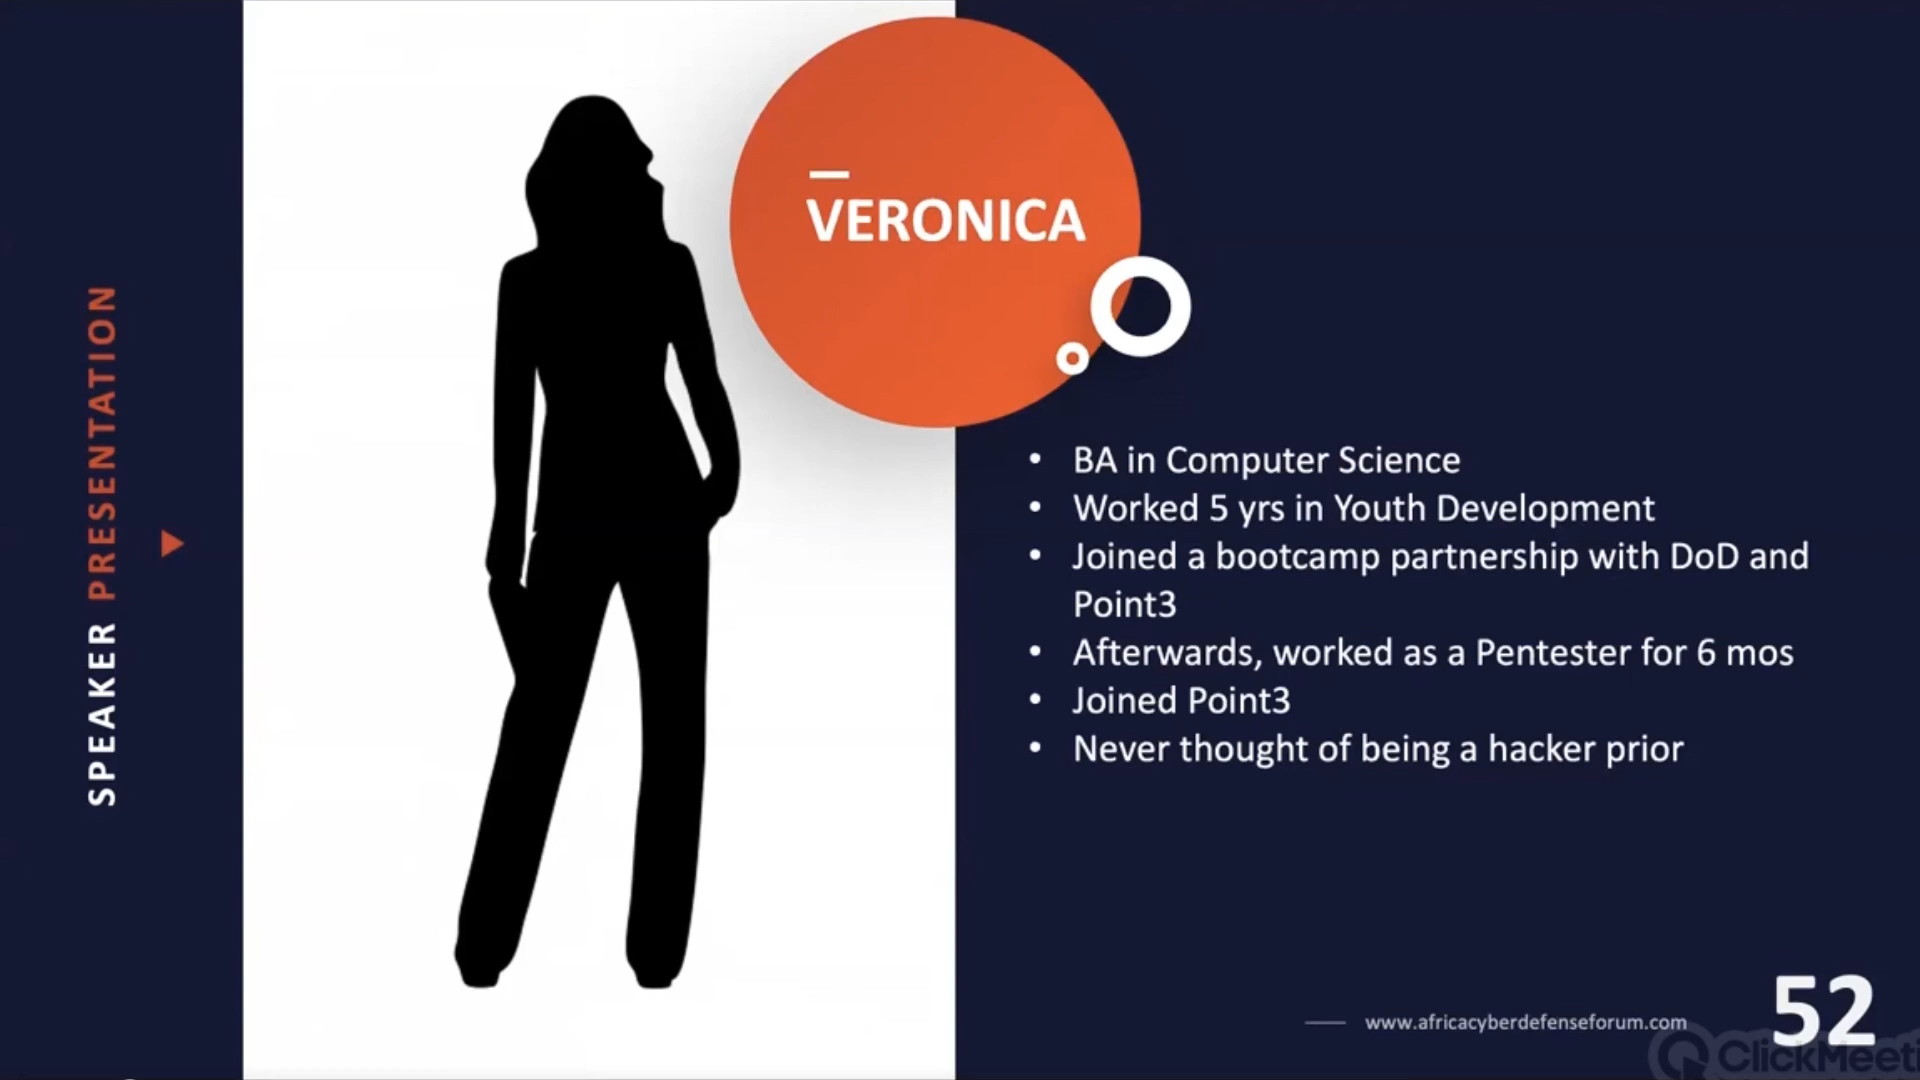 SPEAKER PRESENTATION
VERONICA
• BA in Computer Science
• Worked 5 yrs in Youth Development
• Joined a bootcamp partnership with DoD and
Point3
• Afterwards, worked as a Pentester for 6 mos
• Joined Point3
• Never thought of being a hacker prior
www.africacyberdefenseforum.com
52
ClickMeeti